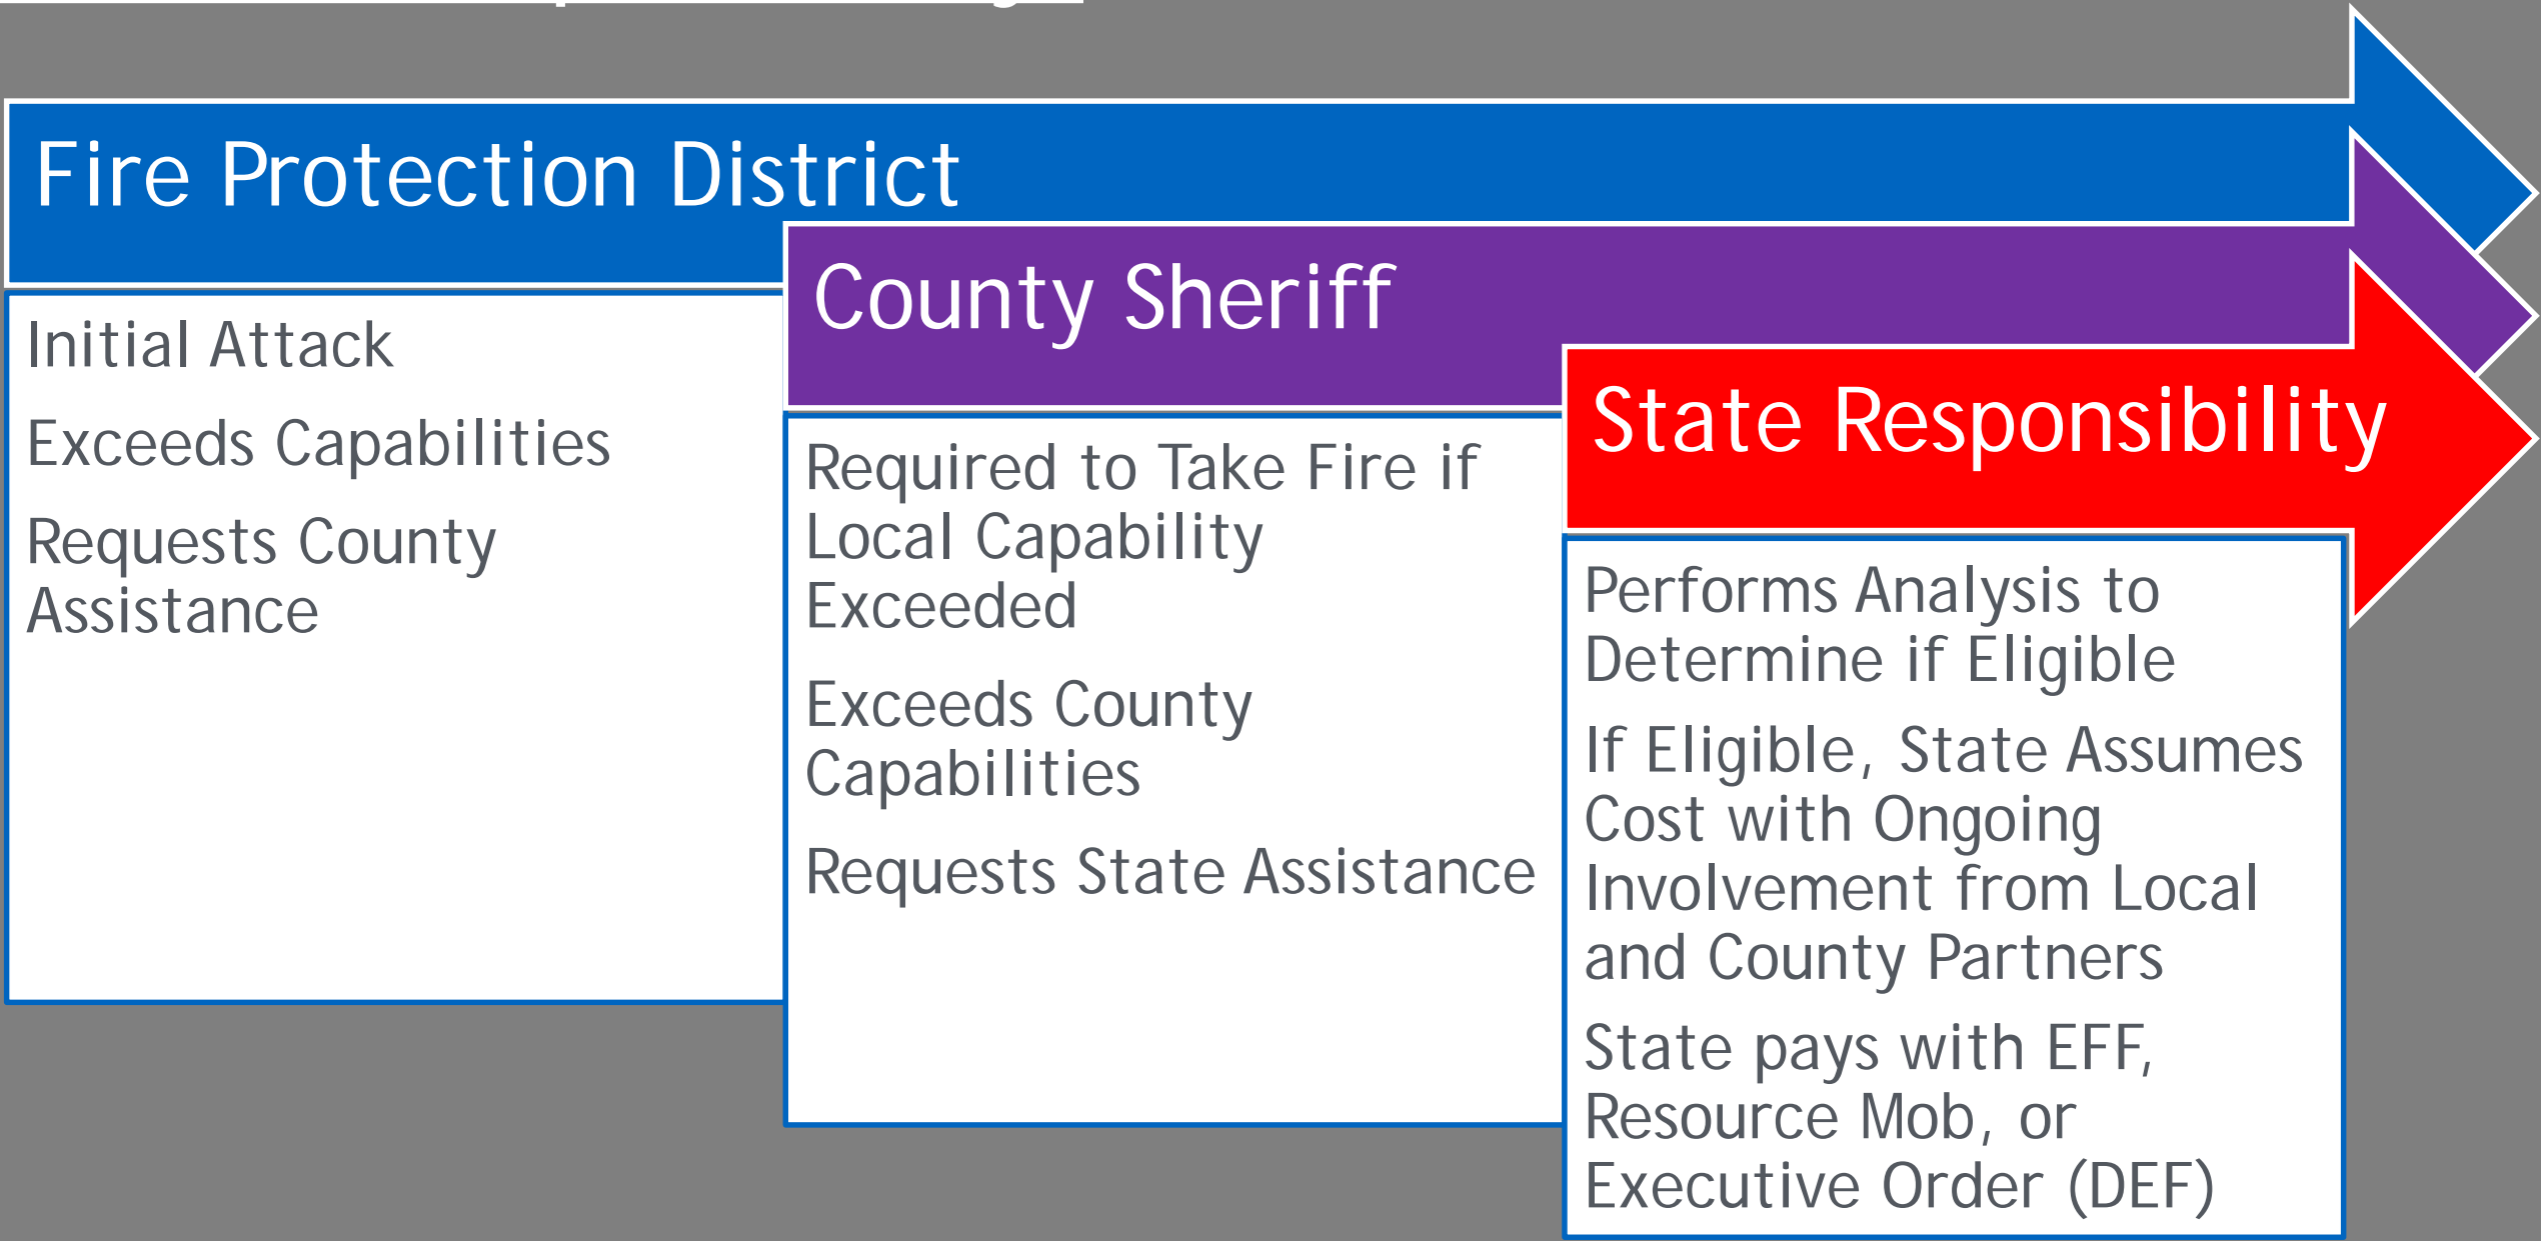 Fire Protection District
Initial Attack
Exceeds Capabilities
Requests County
Assistance
County Sheriff
Required to Take Fire if
Local Capability
Exceeded
Exceeds County
Capabilities
Requests State Assistance
State Responsibility
Performs Analysis to
Determine if Eligible
If Eligible, State Assumes
Cost with Ongoing
Involvement from Local
and County Partners
State pays with EFF,
Resource Mob, or
Executive Order (DEF)